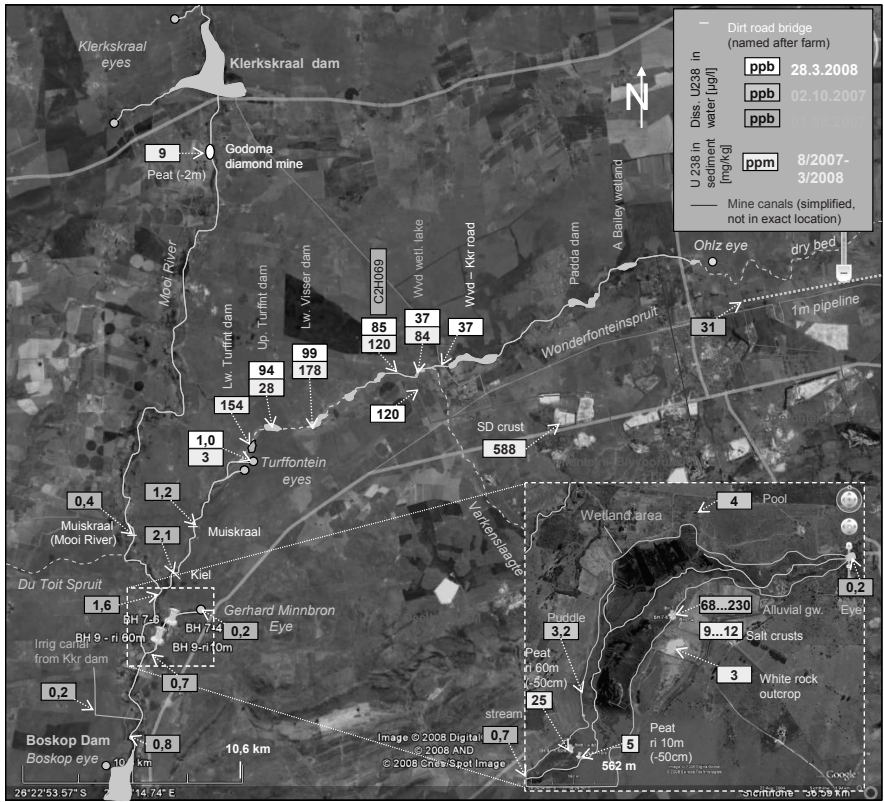 Klerkskraal
eyes
Klerkskraal dam
N
Dirt road bridge
(named after farm)
Diss. U238 in
water [µg/l]
ppb
28.3.2008
ppb
02.10.2007
ppb
U 238 in
sediment
[mg/kg]
ppm
8/2007-
3/2008
Mine canals (simplified,
not in exact location)
9
Peat (-2m)
Godoma
diamond mine
Mooi River
Lw. Turffnt dam
Up. Turffnt dam
Lw. Visser dam
C2H069
Wvd wetl. lake
Wvd – Kkr road
Padda dam
A Bailey wetland
Ohlz eye
dry bed
1m pipeline
Wonderfonteinspruit
31
154
94
28
99
178
85
120
37
84
37
120
1,0
3
Turffontein
eyes
SD crust
588
Varkenslaagte
0,4
Muiskraal
(Mooi River)
1,2
Muiskraal
2,1
Kiel
Du Toit Spruit
1,6
BH 7-6
BH 9 - ri 60m
BH 7-4
BH 9-ri10m
Gerhard Minnbron
Eye
0,2
Irrig canal
from Kkr dam
0,7
0,2
0,8
Boskop Dam
Boskop eye
10,6 km
Image © 2008 Digital
© 2008 AND
© 2008 Cnes/Spot Image
26°22'53.57" S
Wetland area
4
Pool
0,2
Eye
68...230
Alluvial gw.
9...12
Salt crusts
3
White rock
outcrop
Puddle
3,2
Peat
ri 60m
(-50cm)
25
stream
0,7
5
562 m
Peat
ri 10m
(-50cm)
Google